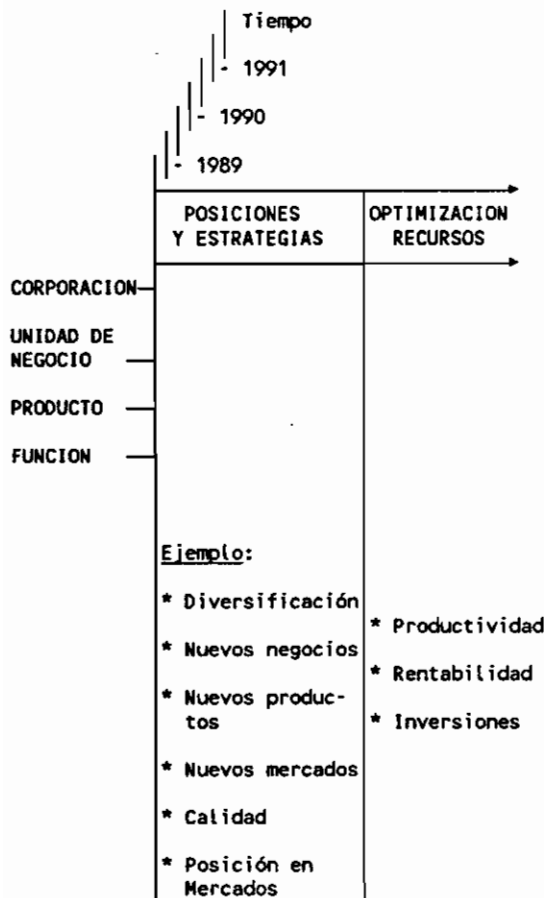 Tiempo
- 1991
- 1990
- 1989
POSICIONES
Y ESTRATEGIAS
OPTIMIZACION
RECURSOS
CORPORACION
UNIDAD DE
NEGOCIO
PRODUCTO
FUNCION
Ejemplo:
* Diversificación
* Nuevos negocios
* Nuevos produc-
tos
* Nuevos mercados
* Calidad
* Posición en
Mercados
* Productividad
* Rentabilidad
* Inversiones